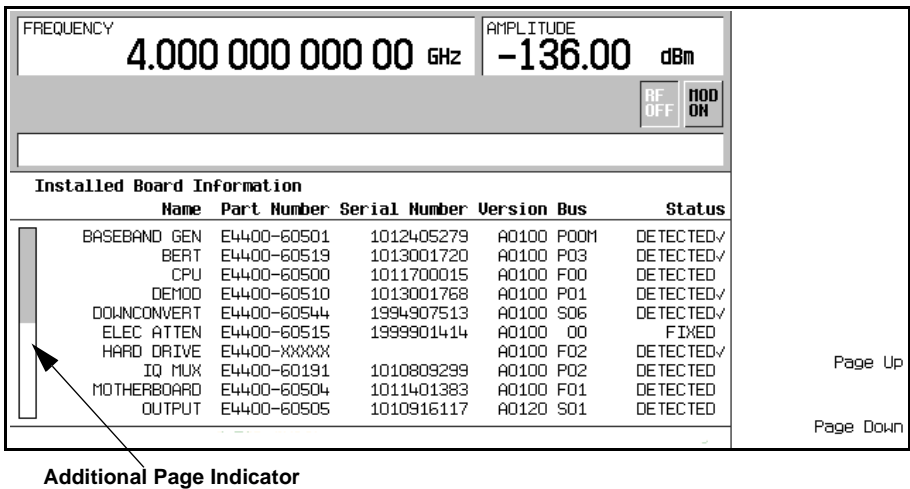 FREQUENCY
4.000 000 000 00 GHz
AMPLITUDE
-136.00 dBm
RF OFF
MOD ON
Installed Board Information
Name Part Number Serial Number Version Bus Status
BASEBAND GEN E4400-60501 1012405279 A0100 P00M DETECTED√
BERT E4400-60519 1013001720 A0100 P03 DETECTED√
CPU E4400-60500 1011700015 A0100 F00 DETECTED
DEMOD E4400-60510 1013001768 A0100 P01 DETECTED√
DOWNCONVERT E4400-60544 1994907513 A0100 S06 DETECTED√
ELEC ATTEN E4400-60515 1999901414 A0100 00 FIXED
HARD DRIVE E4400-XXXXX A0100 F02 DETECTED√
IQ MUX E4400-60191 1010809299 A0100 P02 DETECTED
MOTHERBOARD E4400-60504 1011401383 A0100 F01 DETECTED
OUTPUT E4400-60505 1010916117 A0120 S01 DETECTED
Page Up
Page Down
Additional Page Indicator